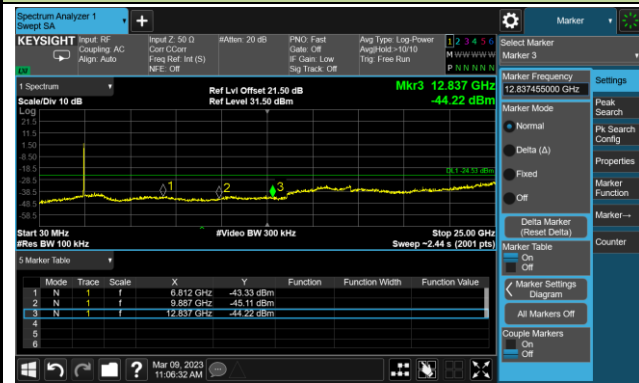 Spectrum Analyzer 1
Swept SA
Marker
KEYSIGHT
Input: RF
Coupling: AC
Align: Auto
Input Z: 50 Ω
Corr CCorr
Freq Ref: Int (S)
NFE: Off
#Atten: 20 dB
PNO: Fast
Gate: Off
IF Gain: Low
Sig Track: Off
Avg Type: Log-Power
Avg|Hold:>10/10
Trig: Free Run
1 2 3 4 5 6
M W W W W W
P N N N N N
Select Marker
Marker 3
LXI
1 Spectrum
Ref Lvl Offset 21.50 dB
Mkr3 12.837 GHz
Scale/Div 10 dB
Ref Level 31.50 dBm
-44.22 dBm
Log
21.5
11.5
1.50
-8.50
-18.5
-28.5
-38.5
-48.5
-58.5
DL1 -24.53 dBm
1
2
3
Start 30 MHz
#Video BW 300 kHz
Stop 25.00 GHz
#Res BW 100 kHz
Sweep ~2.44 s (2001 pts)
5 Marker Table
Mode Trace Scale X Y Function Function Width Function Value
1 N 1 f 6.812 GHz -43.33 dBm
2 N 1 f 9.887 GHz -45.11 dBm
3 N 1 f 12.837 GHz -44.22 dBm
4
5
6
Marker Frequency
12.837455000 GHz
Marker Mode
Normal
Delta (Δ)
Fixed
Off
Delta Marker
(Reset Delta)
Marker Table
On
Off
Marker Settings
Diagram
All Markers Off
Couple Markers
On
Off
Settings
Peak
Search
Pk Search
Config
Properties
Marker
Function
Marker→
Counter
Mar 09, 2023
11:06:32 AM